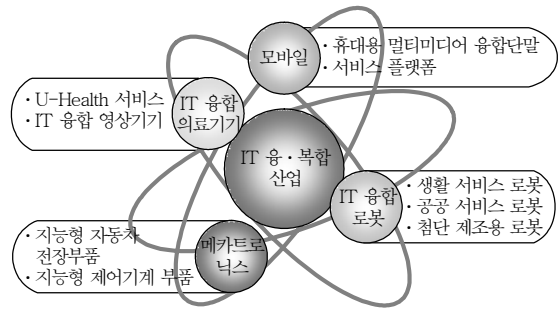 모바일
· 휴대용 멀티미디어 융합단말
· 서비스 플랫폼
· U-Health 서비스
· IT 융합 영상기기
IT 융합
의료기기
IT 융·복합
산업
IT 융합
로봇
· 생활 서비스 로봇
· 공공 서비스 로봇
· 첨단 제조용 로봇
· 지능형 자동차
전장부품
· 지능형 제어기계 부품
메카트로
닉스